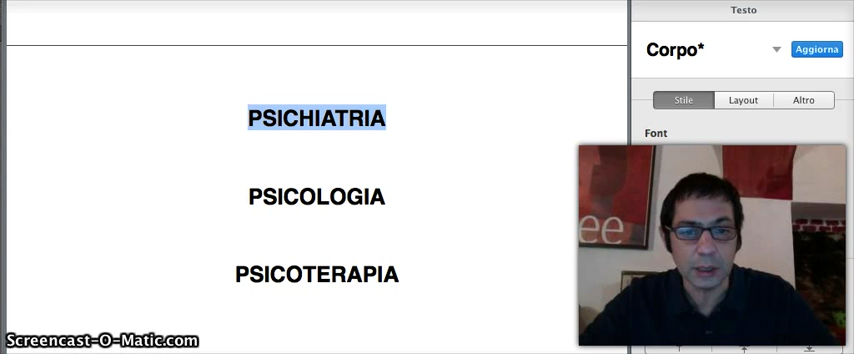 Testo
Corpo*
Aggiorna
Stile
Layout
Altro
Font
PSICHIATRIA
PSICOLOGIA
PSICOTERAPIA
ee
Screencast-O-Matic.com